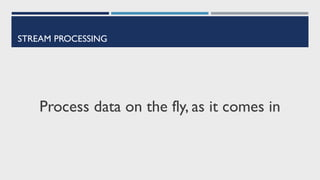 STREAM PROCESSING
Process data on the fly, as it comes in